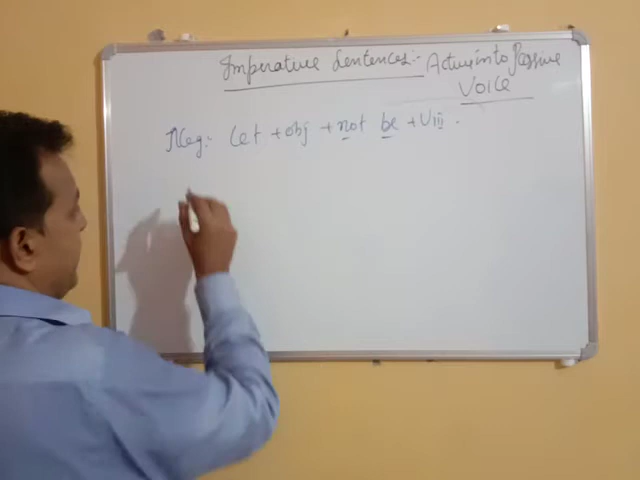 Imperative Sentences:- Active into Passive
Voice
Neg:- Let + obj + not be + VIII .